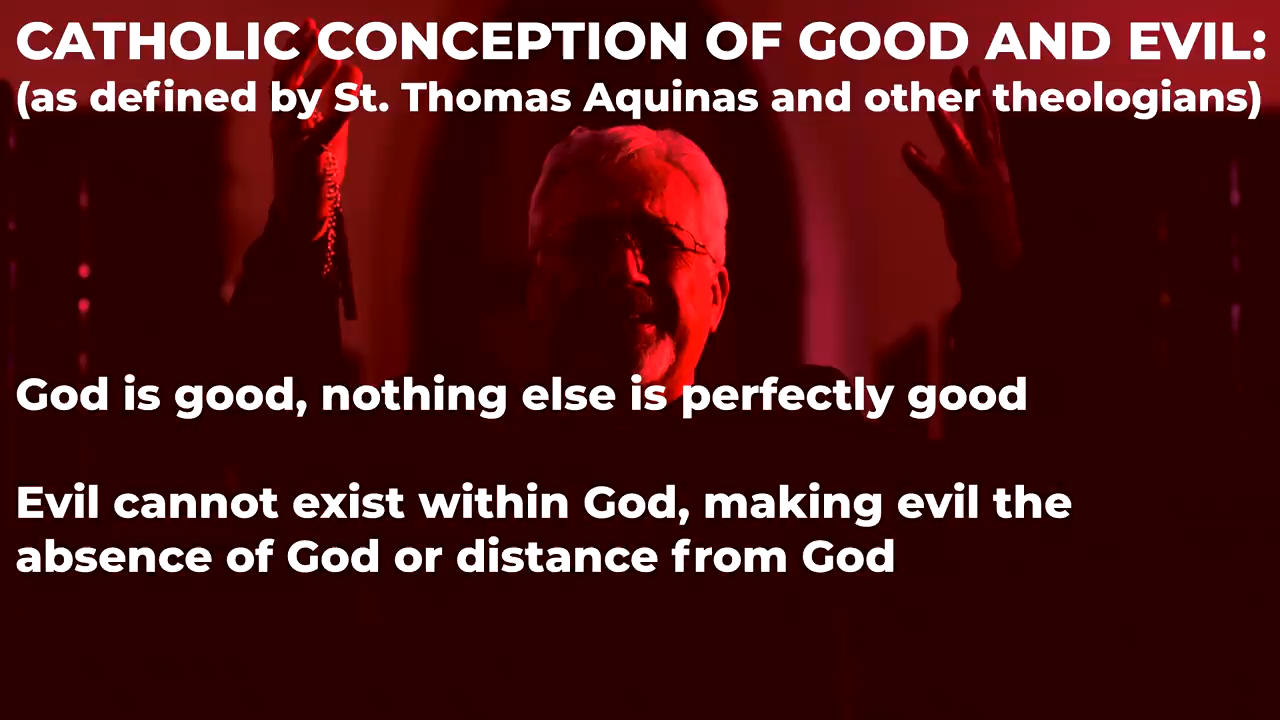 CATHOLIC CONCEPTION OF GOOD AND EVIL:
(as defined by St. Thomas Aquinas and other theologians)
God is good, nothing else is perfectly good
Evil cannot exist within God, making evil the
absence of God or distance from God